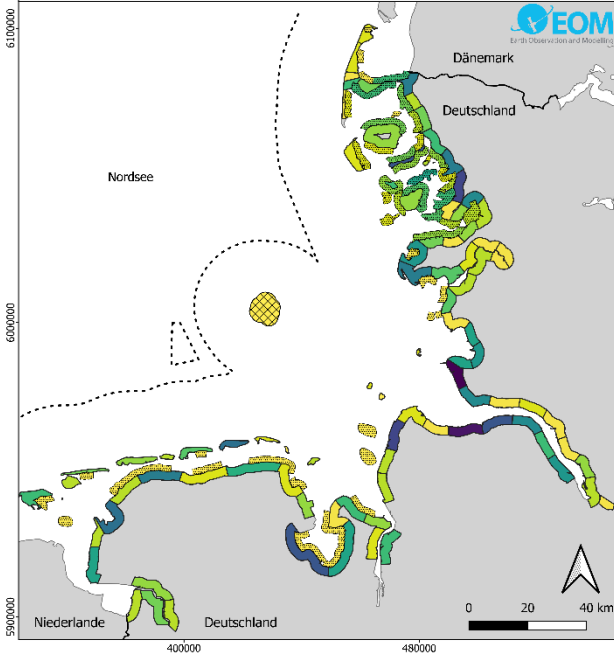 EOM
Earth Observation and Modelling
6100000
Dänemark
Deutschland
Nordsee
6000000
5900000
Niederlande
Deutschland
0 20 40 km
400000
480000